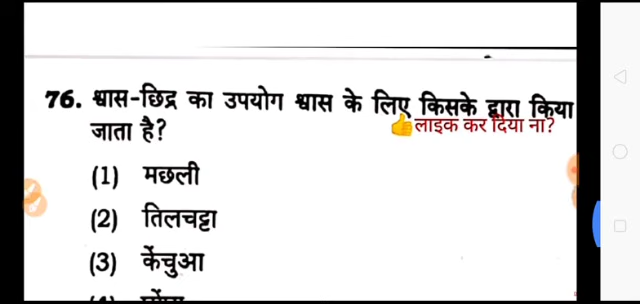 76. श्वास-छिद्र का उपयोग श्वास के लिए किसके द्वारा किया
👍लाइक कर दिया ना?
जाता है?
(1) मछली
(2) तिलचट्टा
(3) केंचुआ